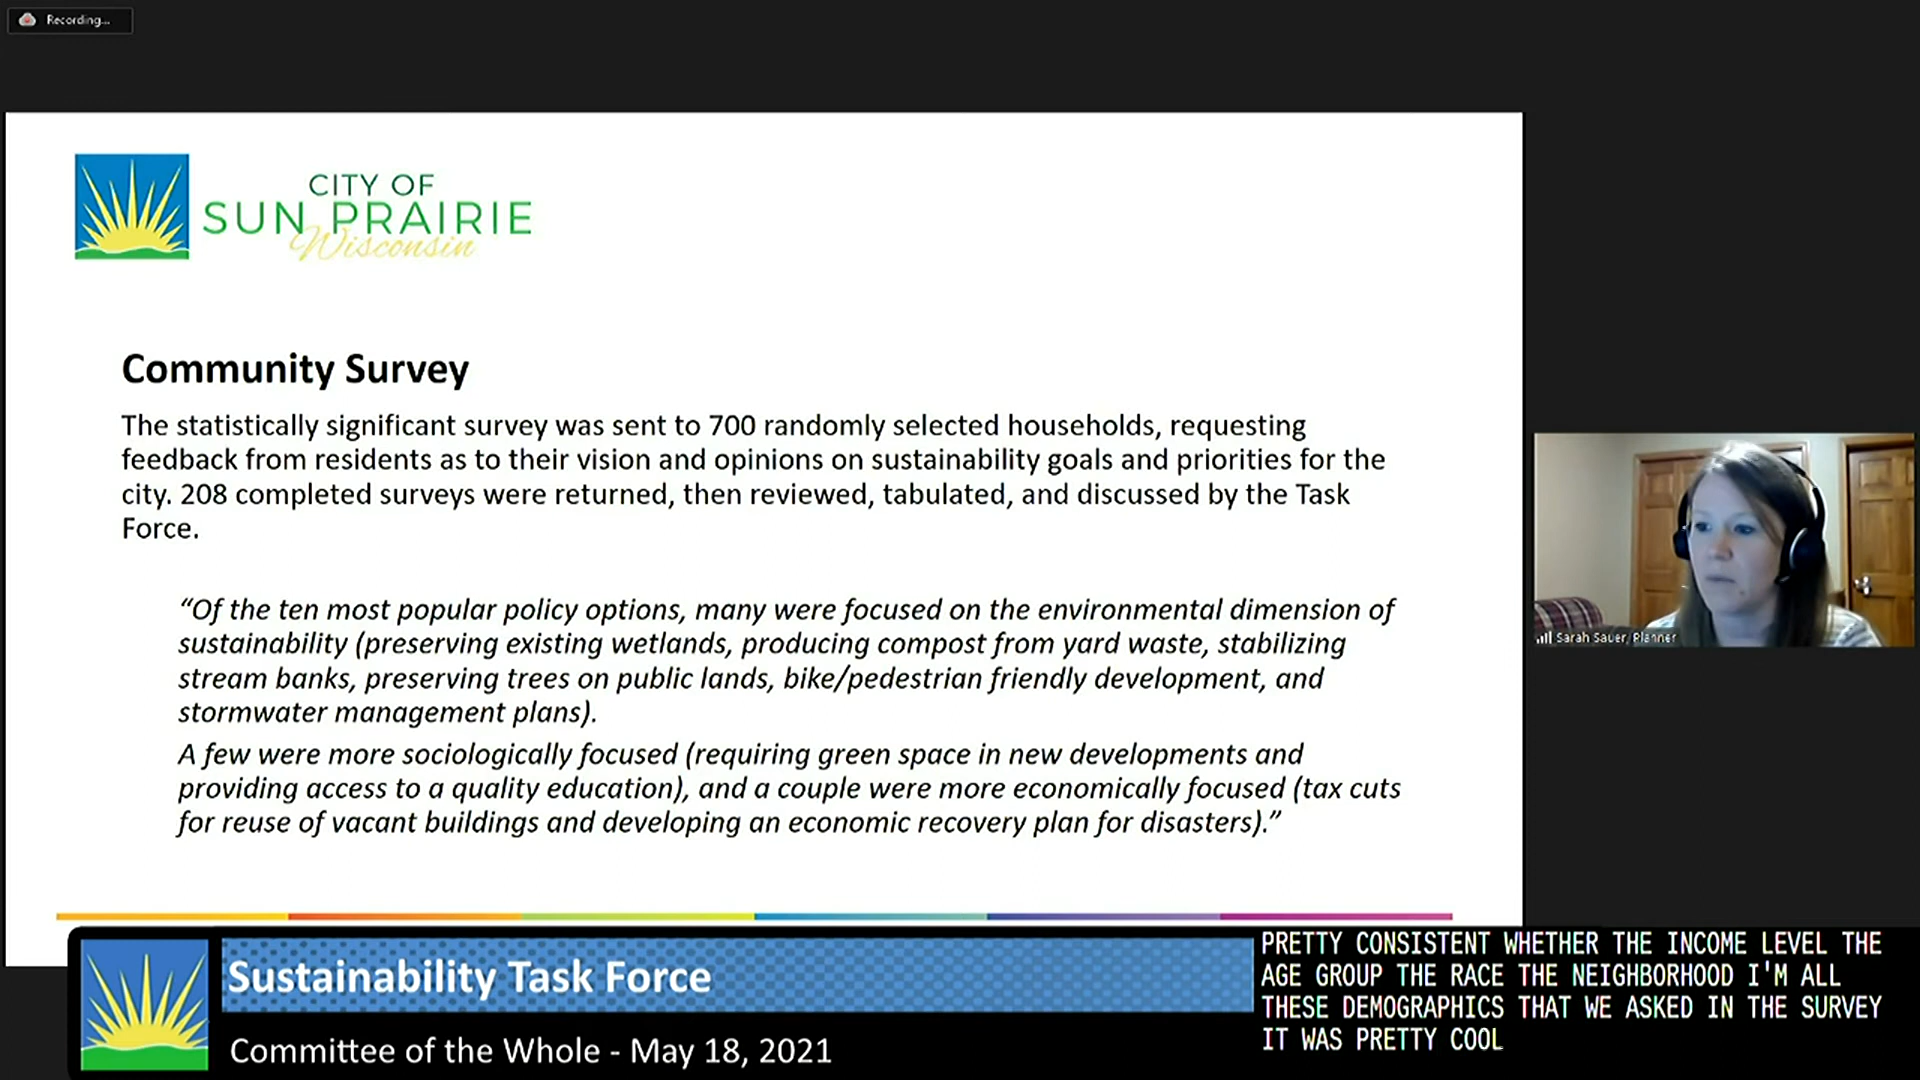 Recording...
CITY OF
SUN PRAIRIE
Wisconsin
Community Survey
The statistically significant survey was sent to 700 randomly selected households, requesting
feedback from residents as to their vision and opinions on sustainability goals and priorities for the
city. 208 completed surveys were returned, then reviewed, tabulated, and discussed by the Task
Force.
“Of the ten most popular policy options, many were focused on the environmental dimension of
sustainability (preserving existing wetlands, producing compost from yard waste, stabilizing
stream banks, preserving trees on public lands, bike/pedestrian friendly development, and
stormwater management plans).
A few were more sociologically focused (requiring green space in new developments and
providing access to a quality education), and a couple were more economically focused (tax cuts
for reuse of vacant buildings and developing an economic recovery plan for disasters).”
Sarah Sauer, Planner
Sustainability Task Force
Committee of the Whole - May 18, 2021
PRETTY CONSISTENT WHETHER THE INCOME LEVEL THE
AGE GROUP THE RACE THE NEIGHBORHOOD I'M ALL
THESE DEMOGRAPHICS THAT WE ASKED IN THE SURVEY
IT WAS PRETTY COOL